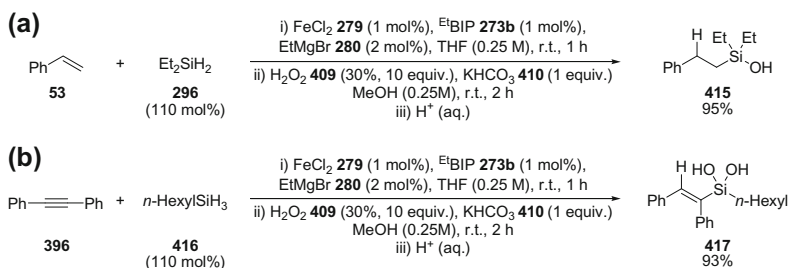 (a)
Ph
53
+
Et₂SiH₂
296
(110 mol%)
i) FeCl₂ 279 (1 mol%), ᴱᵗBIP 273b (1 mol%),
EtMgBr 280 (2 mol%), THF (0.25 M), r.t., 1 h
ii) H₂O₂ 409 (30%, 10 equiv.), KHCO₃ 410 (1 equiv.)
MeOH (0.25M), r.t., 2 h
iii) H⁺ (aq.)
H
Et Et
Ph
Si
OH
415
95%
(b)
Ph
Ph
396
+
n-HexylSiH₃
416
(110 mol%)
i) FeCl₂ 279 (1 mol%), ᴱᵗBIP 273b (1 mol%),
EtMgBr 280 (2 mol%), THF (0.25 M), r.t., 1 h
ii) H₂O₂ 409 (30%, 10 equiv.), KHCO₃ 410 (1 equiv.)
MeOH (0.25M), r.t., 2 h
iii) H⁺ (aq.)
H
HO OH
Ph
Si
n-Hexyl
Ph
417
93%